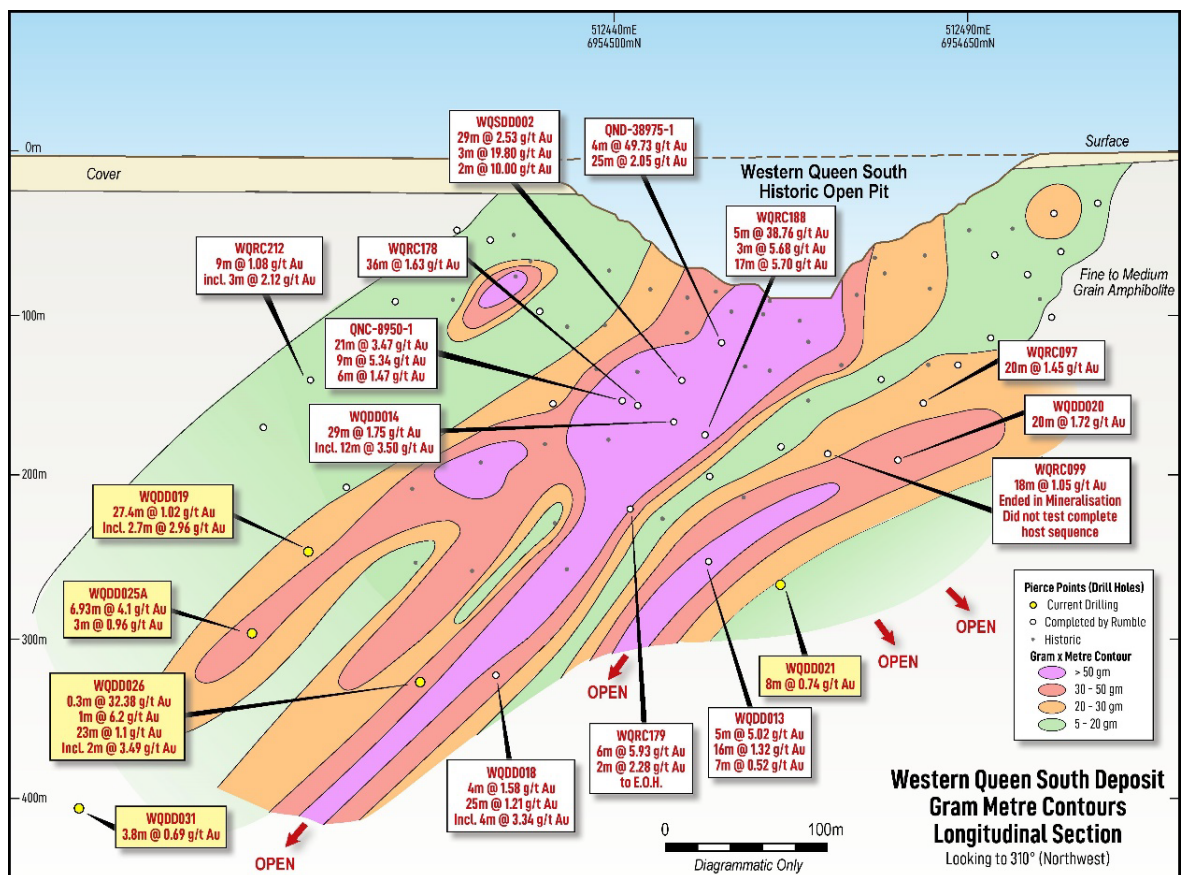 512440mE
6954500mN
512490mE
6954650mN
WQSDD002
29m @ 2.53 g/t Au
3m @ 19.80 g/t Au
2m @ 10.00 g/t Au
QND-38975-1
4m @ 49.73 g/t Au
25m @ 2.05 g/t Au
0m
Surface
Cover
Western Queen South
Historic Open Pit
WQRC212
9m @ 1.08 g/t Au
incl. 3m @ 2.12 g/t Au
WQRC178
36m @ 1.63 g/t Au
WQRC188
5m @ 38.76 g/t Au
3m @ 5.68 g/t Au
17m @ 5.70 g/t Au
Fine to Medium
Grain Amphibolite
100m
QNC-8950-1
21m @ 3.47 g/t Au
9m @ 5.34 g/t Au
6m @ 1.47 g/t Au
WQRC097
20m @ 1.45 g/t Au
WQDD014
29m @ 1.75 g/t Au
Incl. 12m @ 3.50 g/t Au
WQDD020
20m @ 1.72 g/t Au
200m
WQRC099
18m @ 1.05 g/t Au
Ended in Mineralisation
Did not test complete
host sequence
WQDD019
27.4m @ 1.02 g/t Au
Incl. 2.7m @ 2.96 g/t Au
WQDD025A
6.93m @ 4.1 g/t Au
3m @ 0.96 g/t Au
300m
OPEN
OPEN
OPEN
WQDD021
8m @ 0.74 g/t Au
Pierce Points (Drill Holes)
Current Drilling
Completed by Rumble
Historic
Gram x Metre Contour
> 50 gm
30 - 50 gm
20 - 30 gm
5 - 20 gm
WQDD026
0.3m @ 32.38 g/t Au
1m @ 6.2 g/t Au
23m @ 1.1 g/t Au
Incl. 2m @ 3.49 g/t Au
WQDD018
4m @ 1.58 g/t Au
25m @ 1.21 g/t Au
Incl. 4m @ 3.34 g/t Au
WQRC179
6m @ 5.93 g/t Au
2m @ 2.28 g/t Au
to E.O.H.
WQDD013
5m @ 5.02 g/t Au
16m @ 1.32 g/t Au
7m @ 0.52 g/t Au
400m
WQDD031
3.8m @ 0.69 g/t Au
OPEN
0
100m
Diagrammatic Only
Western Queen South Deposit
Gram Metre Contours
Longitudinal Section
Looking to 310° (Northwest)